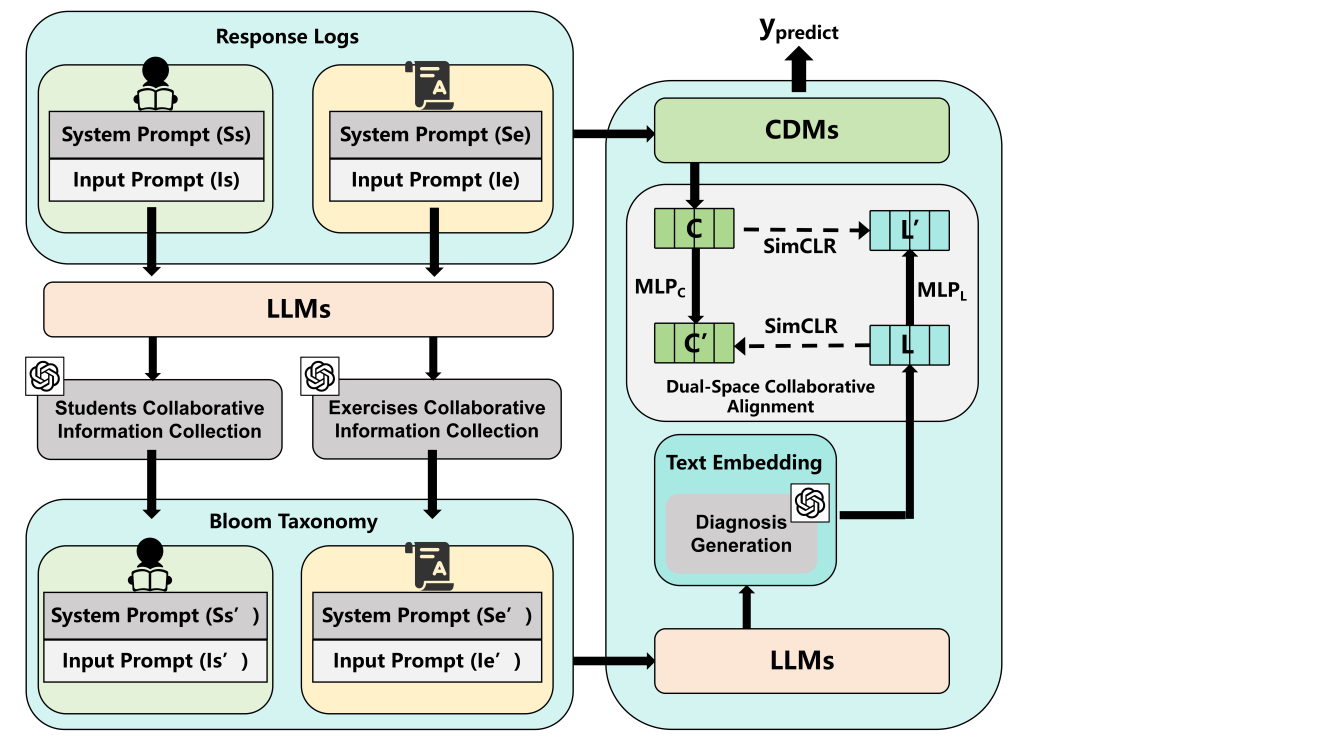 Response Logs
System Prompt (Ss)
Input Prompt (Is)
A
System Prompt (Se)
Input Prompt (Ie)
LLMs
Students Collaborative
Information Collection
Exercises Collaborative
Information Collection
Bloom Taxonomy
System Prompt (Ss′ )
Input Prompt (Is′ )
A
System Prompt (Se′ )
Input Prompt (Ie′ )
ypredict
CDMs
C
SimCLR
L′
MLPC
MLPL
C′
SimCLR
L
Dual-Space Collaborative
Alignment
Text Embedding
Diagnosis
Generation
LLMs